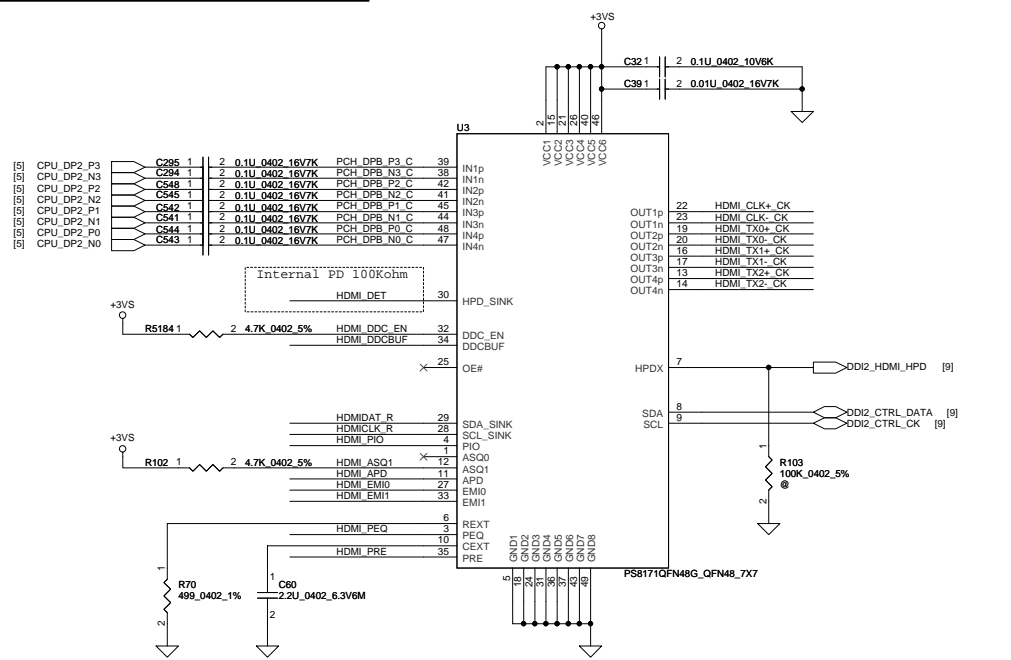 +3VS
C32 1 2 0.1U_0402_10V6K
C39 1 2 0.01U_0402_16V7K
U3
2 15 21 26 40 46
VCC1 VCC2 VCC3 VCC4 VCC5 VCC6
[5] CPU_DP2_P3 C295 1 2 0.1U_0402_16V7K PCH_DPB_P3_C 39 IN1p
[5] CPU_DP2_N3 C294 1 2 0.1U_0402_16V7K PCH_DPB_N3_C 38 IN1n
[5] CPU_DP2_P2 C548 1 2 0.1U_0402_16V7K PCH_DPB_P2_C 42 IN2p
[5] CPU_DP2_N2 C545 1 2 0.1U_0402_16V7K PCH_DPB_N2_C 41 IN2n
[5] CPU_DP2_P1 C542 1 2 0.1U_0402_16V7K PCH_DPB_P1_C 45 IN3p
[5] CPU_DP2_N1 C541 1 2 0.1U_0402_16V7K PCH_DPB_N1_C 44 IN3n
[5] CPU_DP2_P0 C544 1 2 0.1U_0402_16V7K PCH_DPB_P0_C 48 IN4p
[5] CPU_DP2_N0 C543 1 2 0.1U_0402_16V7K PCH_DPB_N0_C 47 IN4n
OUT1p 22 HDMI_CLK+_CK
OUT1n 23 HDMI_CLK-_CK
OUT2p 19 HDMI_TX0+_CK
OUT2n 20 HDMI_TX0-_CK
OUT3p 16 HDMI_TX1+_CK
OUT3n 17 HDMI_TX1-_CK
OUT4p 13 HDMI_TX2+_CK
OUT4n 14 HDMI_TX2-_CK
Internal PD 100Kohm
HDMI_DET 30 HPD_SINK
+3VS
R5184 1 2 4.7K_0402_5% HDMI_DDC_EN 32 DDC_EN
HDMI_DDCBUF 34 DDCBUF
25 OE#
HPDX 7 DDI2_HDMI_HPD [9]
SDA 8 DDI2_CTRL_DATA [9]
SCL 9 DDI2_CTRL_CK [9]
HDMIDAT_R 29 SDA_SINK
HDMICLK_R 28 SCL_SINK
HDMI_PIO 4 PIO
1 ASQ0
+3VS
R102 1 2 4.7K_0402_5% HDMI_ASQ1 12 ASQ1
HDMI_APD 11 APD
HDMI_EMI0 27 EMI0
HDMI_EMI1 33 EMI1
1
R103
100K_0402_5%
@
2
6 REXT
HDMI_PEQ 3 PEQ
10 CEXT
HDMI_PRE 35 PRE
GND1 GND2 GND3 GND4 GND5 GND6 GND7 GND8
5 18 24 31 36 37 43 49
PS8171QFN48G_QFN48_7X7
1
R70
499_0402_1%
2
1
C60
2.2U_0402_6.3V6M
2